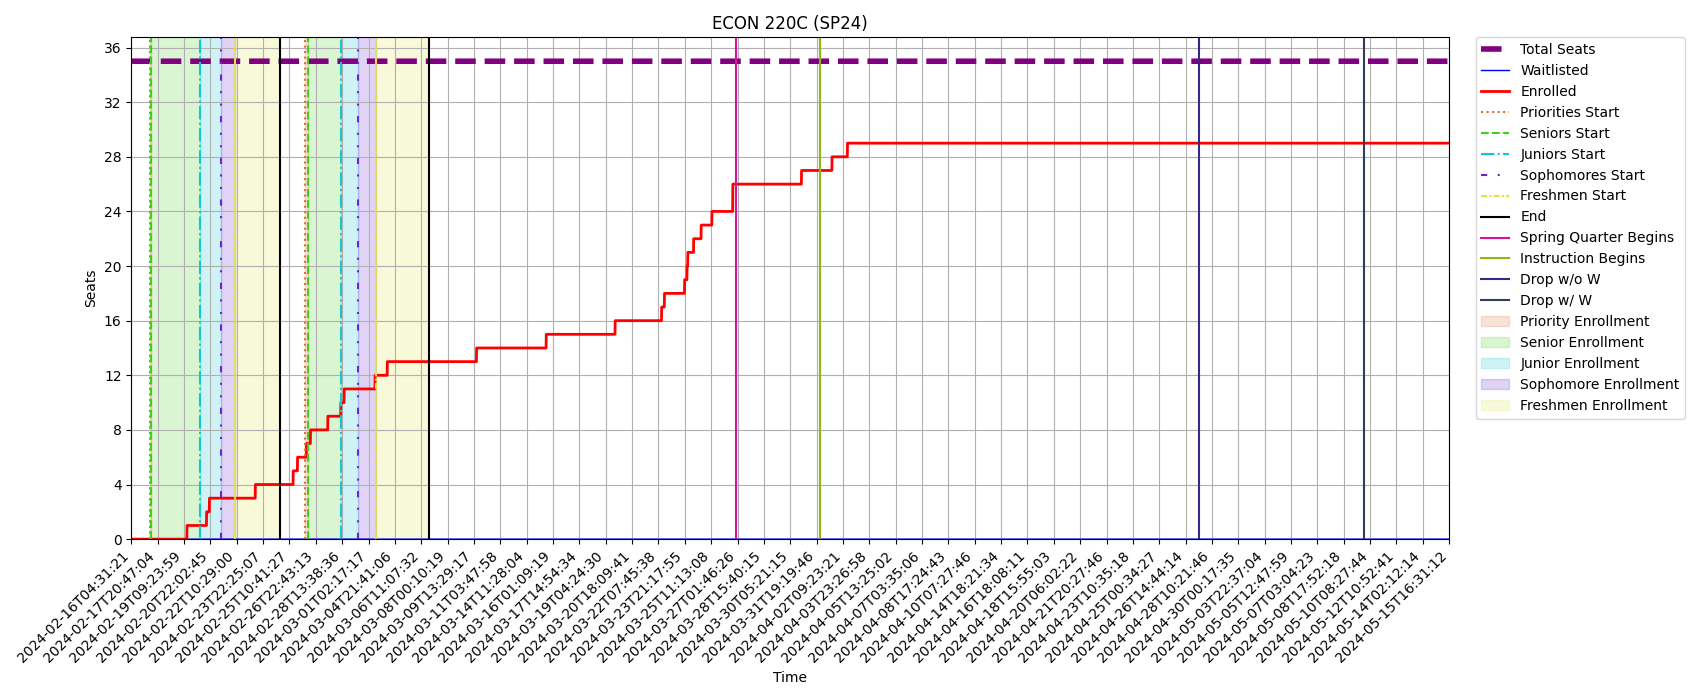 ECON 220C (SP24)
36
32
28
24
20
16
12
8
4
0
Seats
2024-02-16T04:31:21
2024-02-17T20:47:04
2024-02-19T09:23:59
2024-02-20T22:02:45
2024-02-22T10:29:00
2024-02-23T22:25:07
2024-02-25T10:41:27
2024-02-26T22:43:13
2024-02-28T13:38:36
2024-03-01T02:17:17
2024-03-04T21:41:06
2024-03-06T11:07:32
2024-03-08T00:10:19
2024-03-09T13:29:17
2024-03-11T03:47:58
2024-03-14T11:28:04
2024-03-16T01:09:19
2024-03-17T14:54:34
2024-03-19T04:24:30
2024-03-20T18:09:41
2024-03-22T07:45:38
2024-03-23T21:17:55
2024-03-25T11:13:08
2024-03-27T01:46:26
2024-03-28T15:40:15
2024-03-30T05:21:15
2024-03-31T19:19:46
2024-04-02T09:23:21
2024-04-03T23:26:58
2024-04-05T13:25:02
2024-04-07T03:35:06
2024-04-08T17:24:43
2024-04-10T07:27:46
2024-04-14T18:21:34
2024-04-16T18:08:11
2024-04-18T15:55:03
2024-04-20T06:02:22
2024-04-21T20:27:46
2024-04-23T10:35:18
2024-04-25T00:34:27
2024-04-26T14:44:14
2024-04-28T10:21:46
2024-04-30T00:17:35
2024-05-03T22:37:04
2024-05-05T12:47:59
2024-05-07T03:04:23
2024-05-08T17:52:18
2024-05-10T08:27:44
2024-05-12T10:52:41
2024-05-14T02:12:14
2024-05-15T16:31:12
Time
Total Seats
Waitlisted
Enrolled
Priorities Start
Seniors Start
Juniors Start
Sophomores Start
Freshmen Start
End
Spring Quarter Begins
Instruction Begins
Drop w/o W
Drop w/ W
Priority Enrollment
Senior Enrollment
Junior Enrollment
Sophomore Enrollment
Freshmen Enrollment